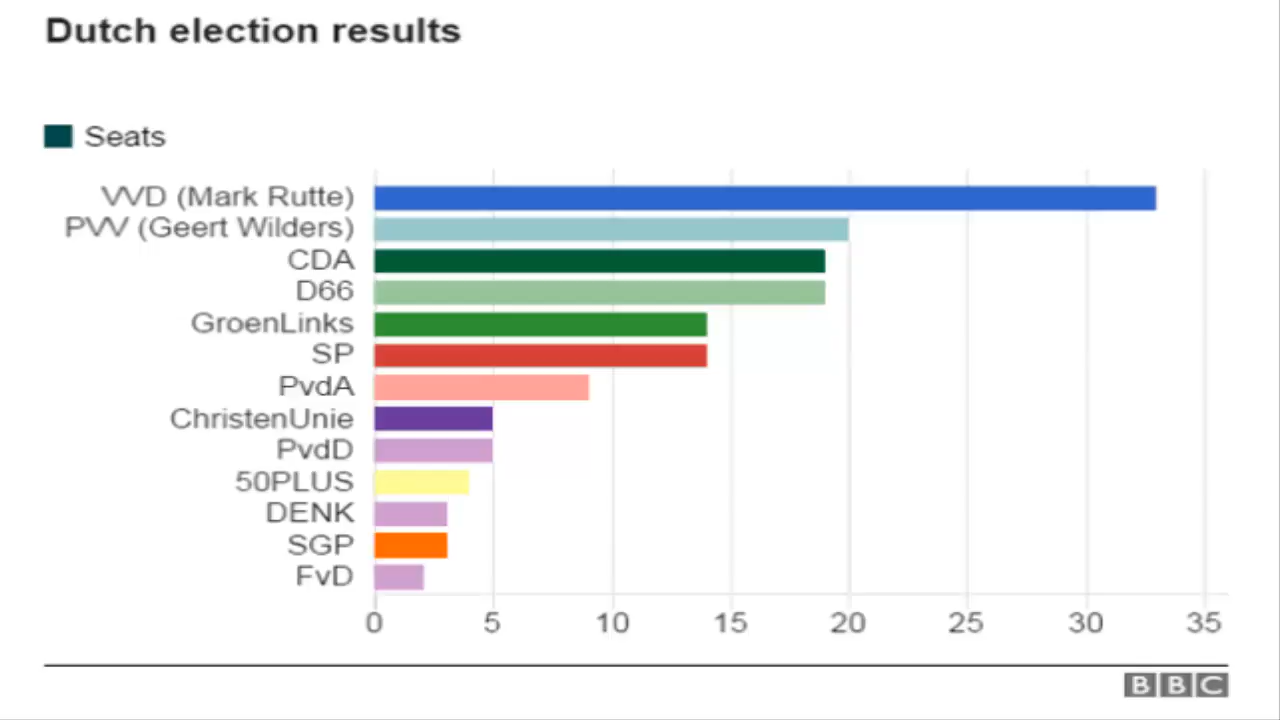 Dutch election results
Seats
VVD (Mark Rutte)
PVV (Geert Wilders)
CDA
D66
GroenLinks
SP
PvdA
ChristenUnie
PvdD
50PLUS
DENK
SGP
FvD
0 5 10 15 20 25 30 35
BBC